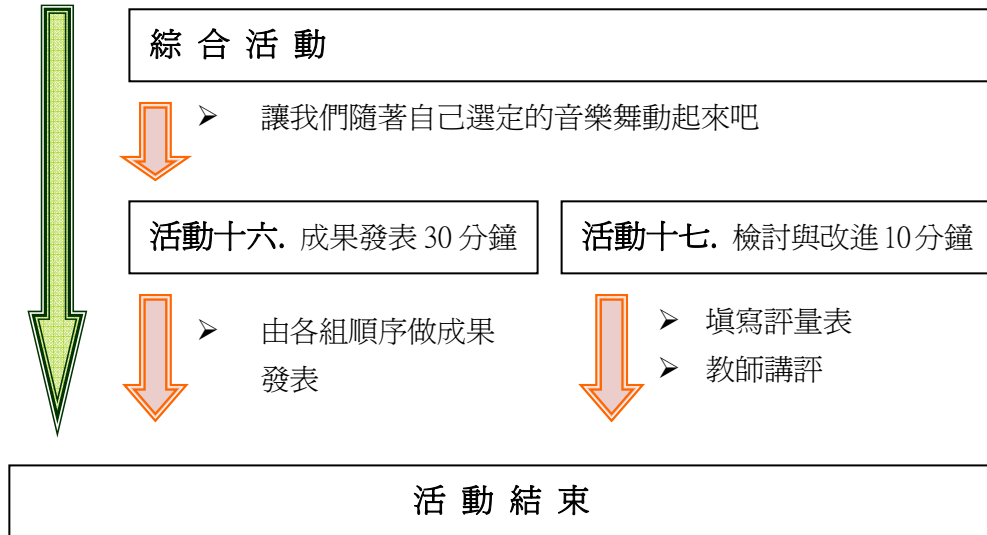 綜 合 活 動
➢ 讓我們隨著自己選定的音樂舞動起來吧
活動十六. 成果發表 30 分鐘
活動十七. 檢討與改進 10 分鐘
➢ 由各組順序做成果
發表
➢ 填寫評量表
➢ 教師講評
活 動 結 束